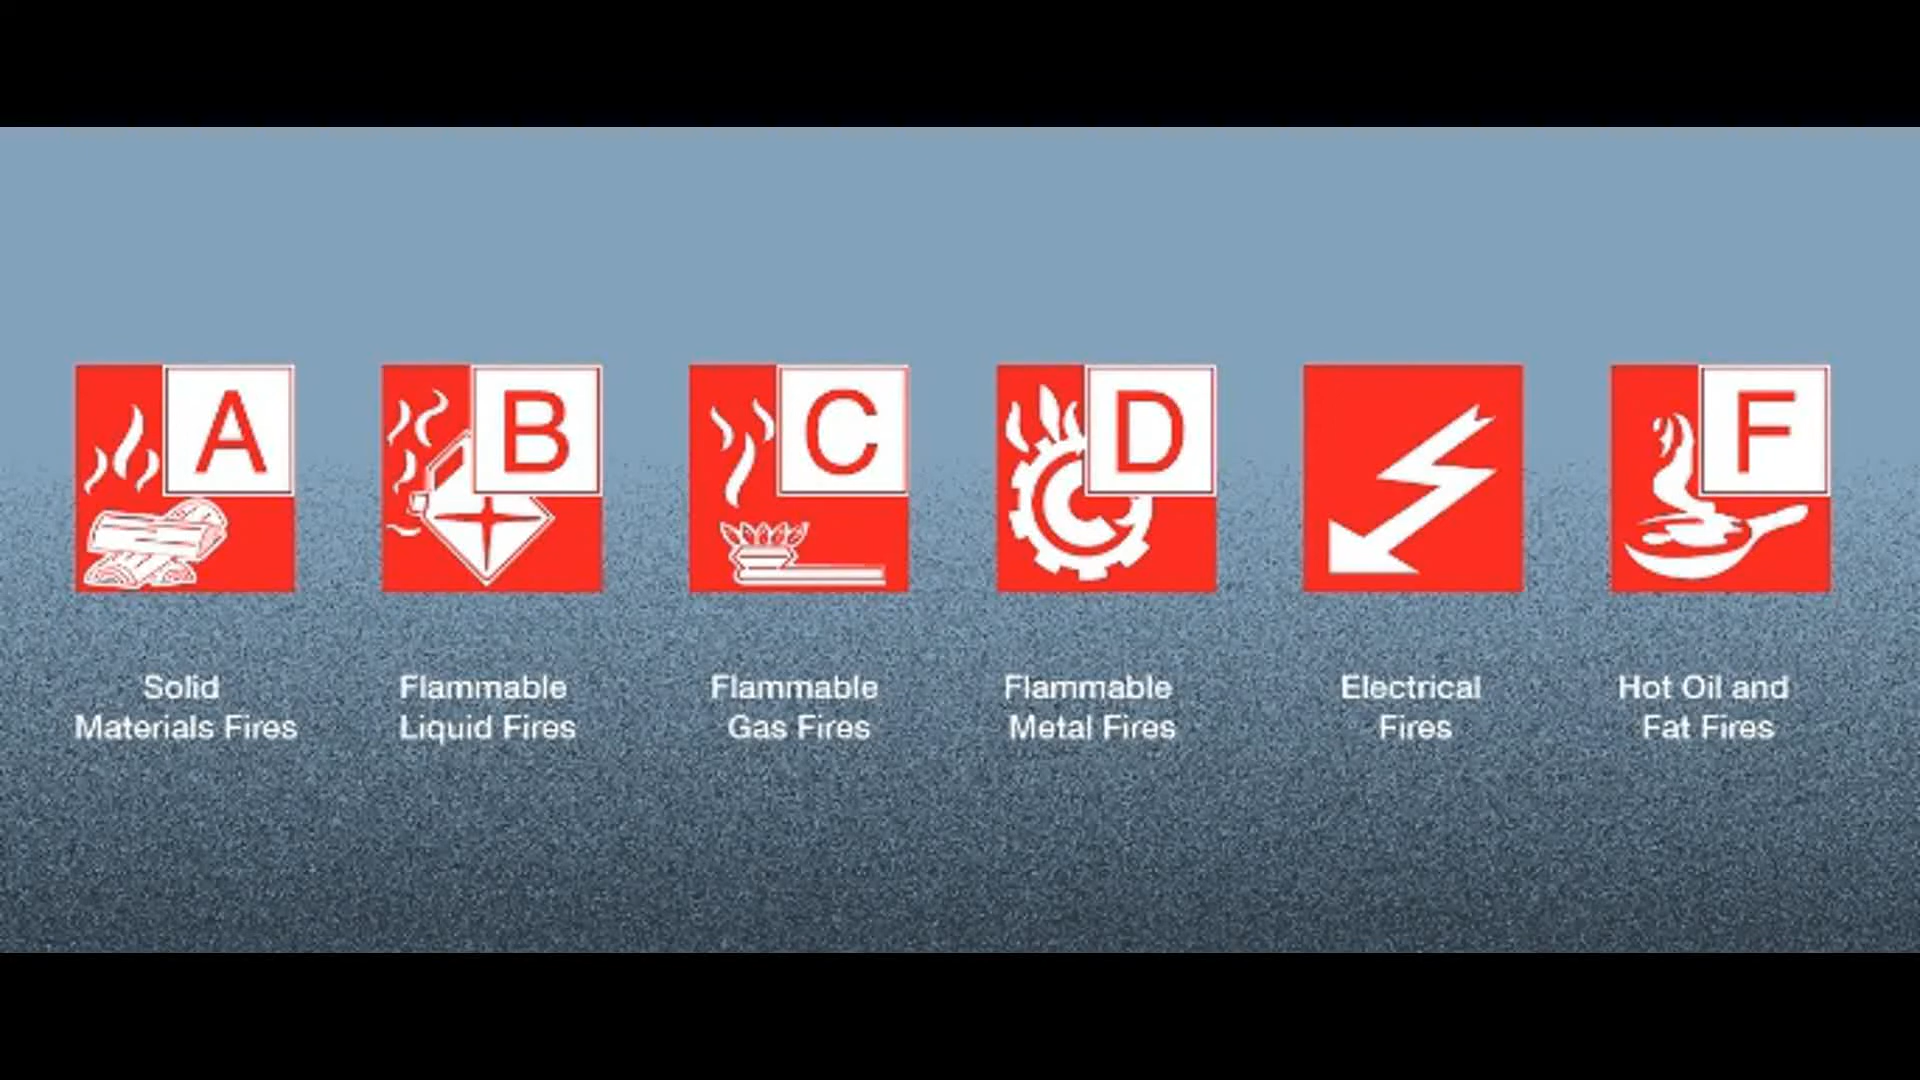 A
B
C
D
F
Solid
Materials Fires
Flammable
Liquid Fires
Flammable
Gas Fires
Flammable
Metal Fires
Electrical
Fires
Hot Oil and
Fat Fires